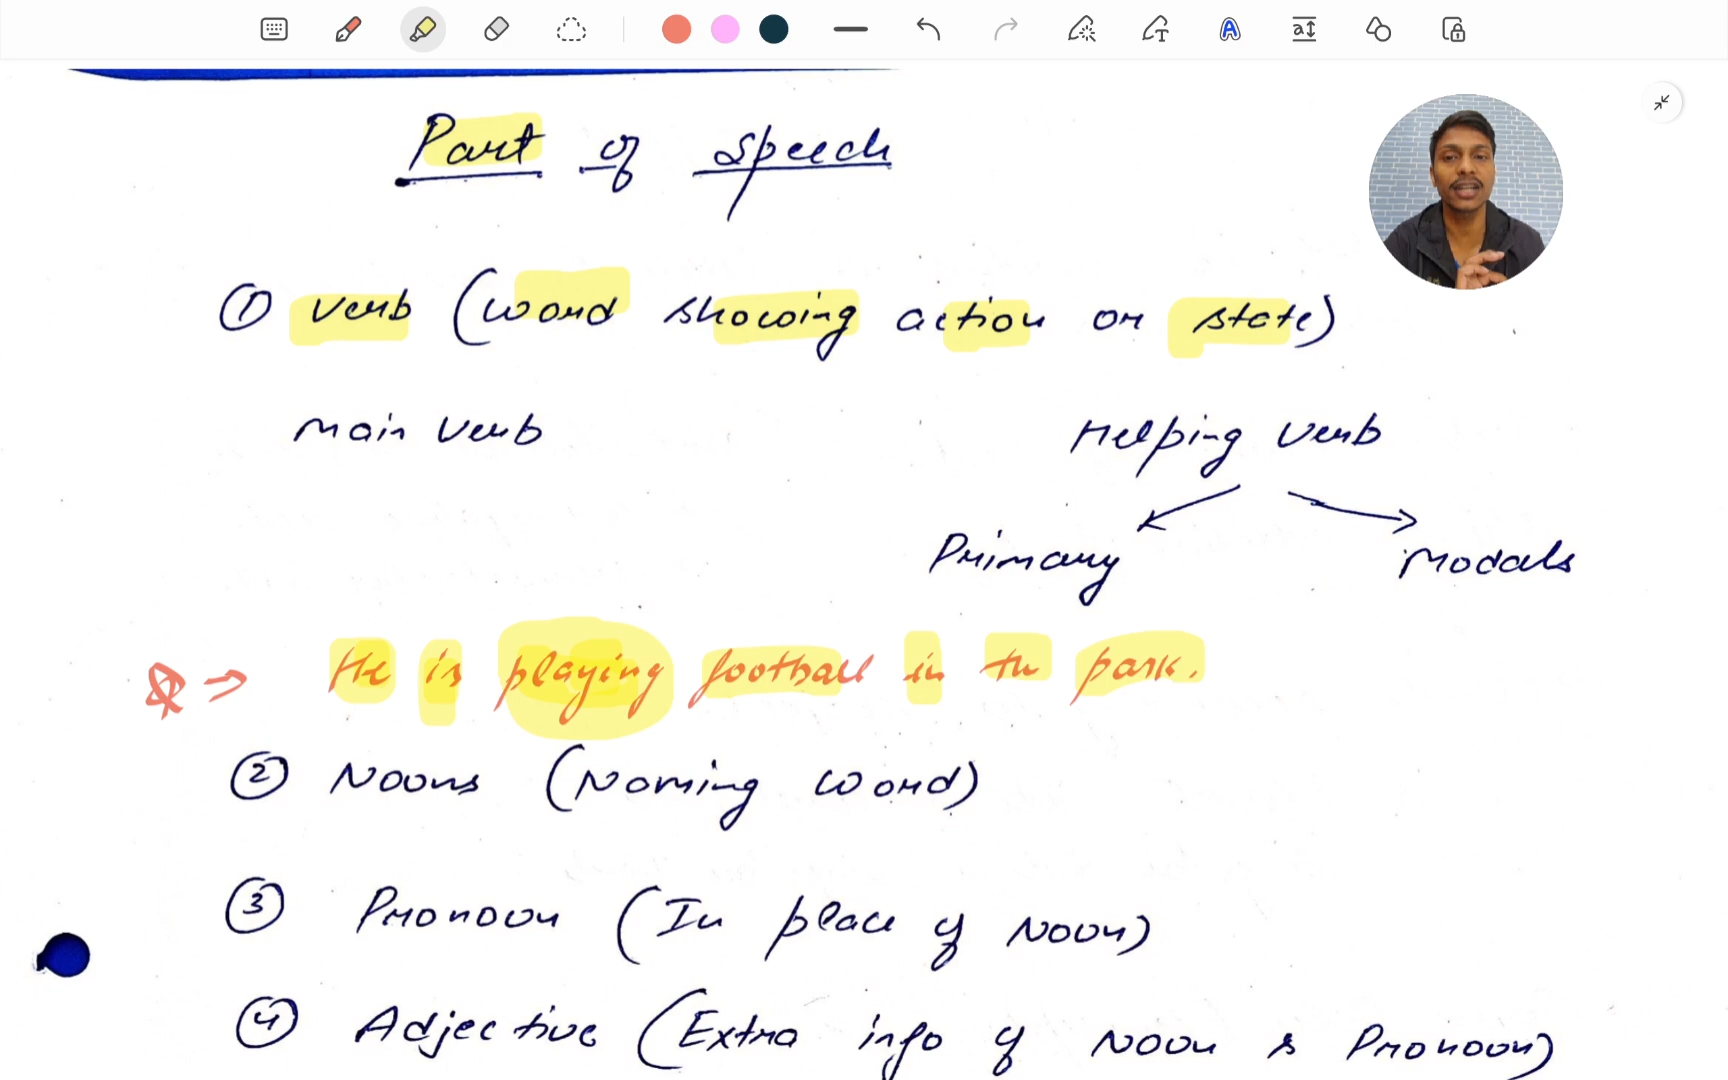 Part of Speech
① Verb (Word showing action or state)
Main Verb Helping Verb
Primary Modals
Q ⇒ He is playing football in the park.
② Nouns (Noming Word)
③ Pronoun (In place of Noun)
④ Adjective (Extra info of Noun & Pronoun)